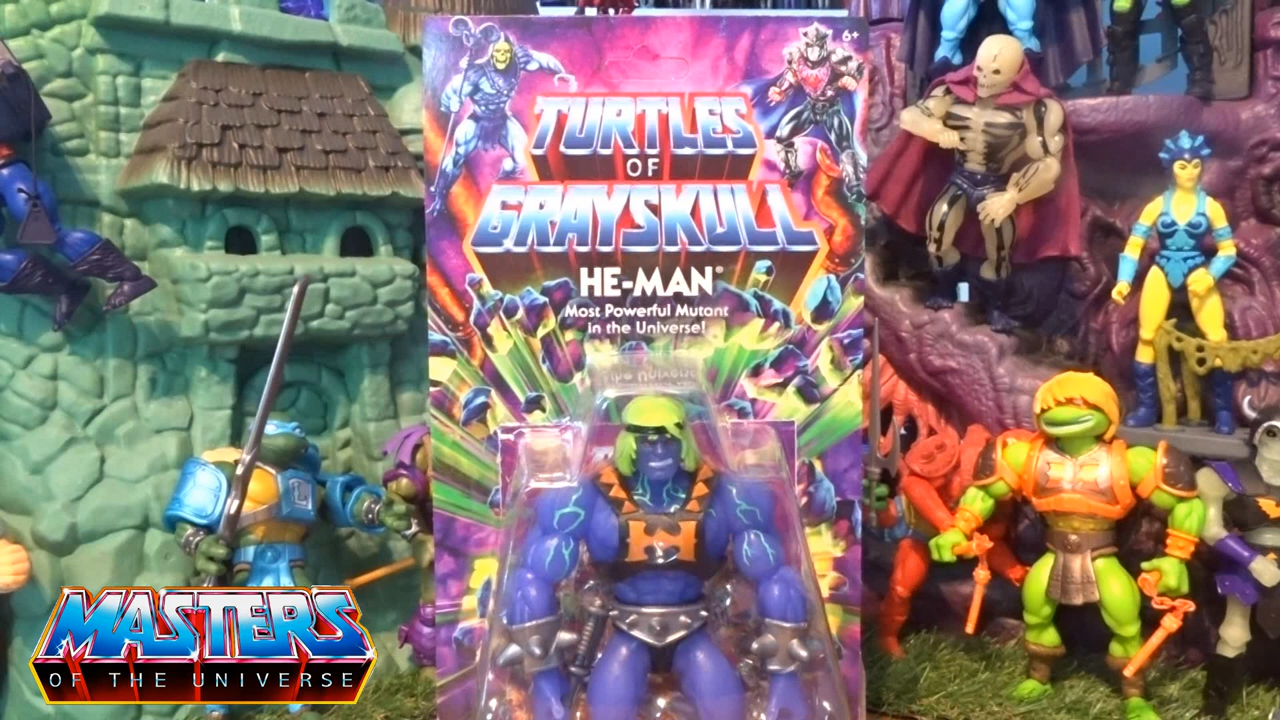 6+
TURTLES
OF
GRAYSKULL
HE-MAN®
Most Powerful Mutant
in the Universe!
L
H
MASTERS
OF THE UNIVERSE